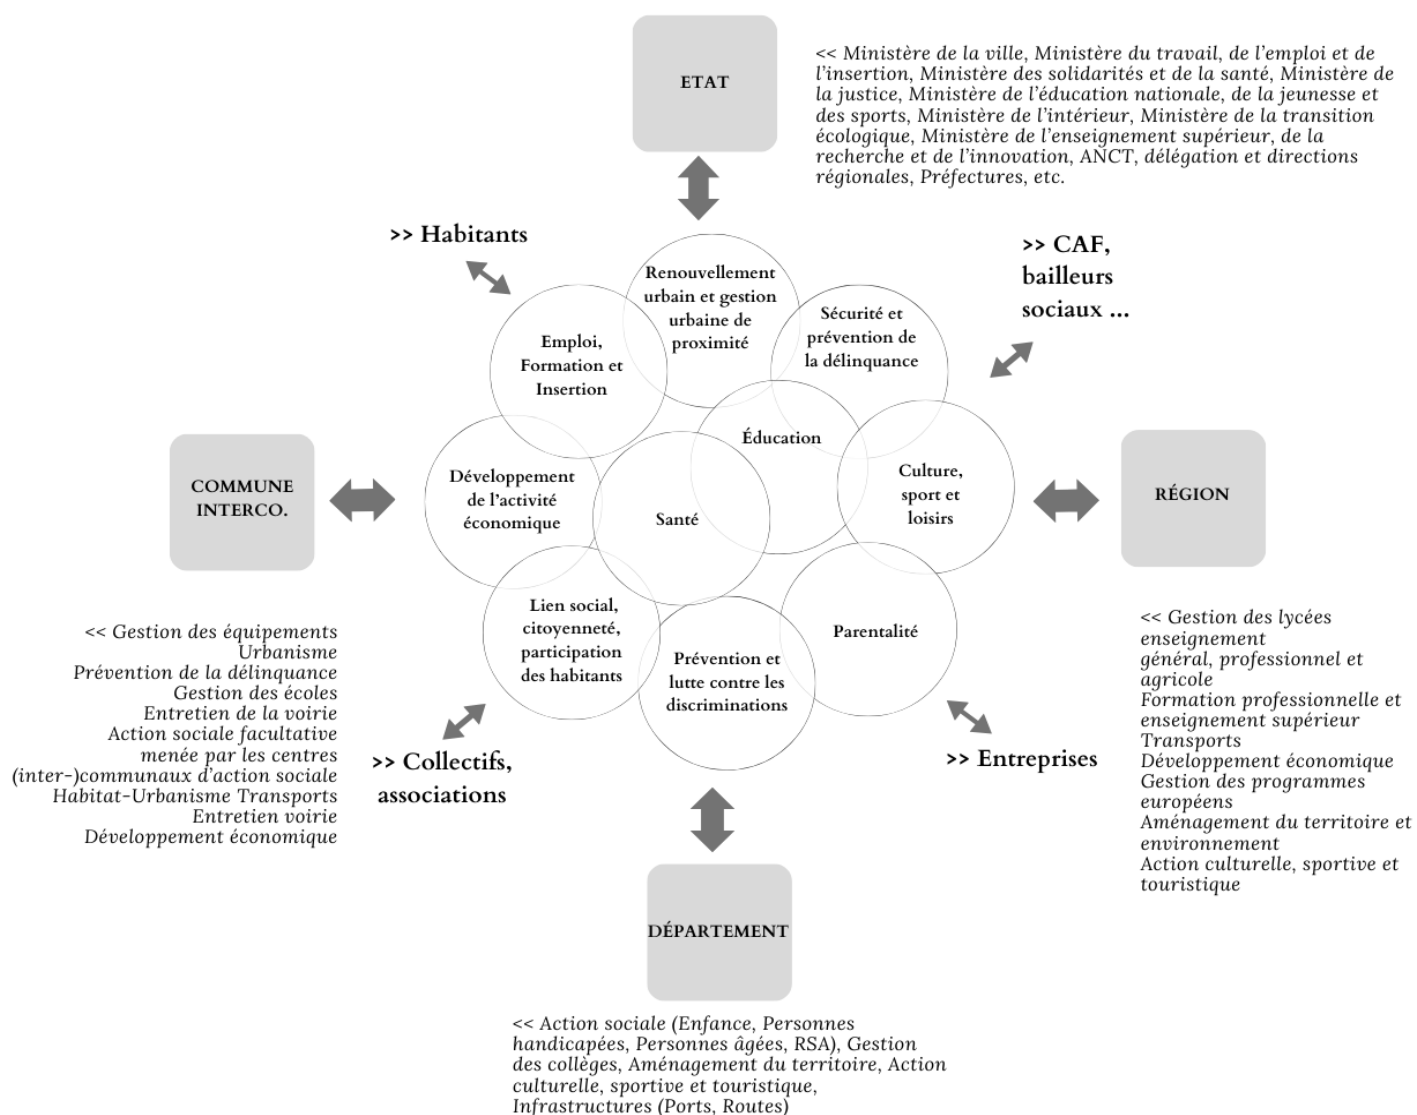 ETAT
<< Ministère de la ville, Ministère du travail, de l'emploi et de
l'insertion, Ministère des solidarités et de la santé, Ministère de
la justice, Ministère de l'éducation nationale, de la jeunesse et
des sports, Ministère de l'intérieur, Ministère de la transition
écologique, Ministère de l'enseignement supérieur, de la
recherche et de l'innovation, ANCT, délégation et directions
régionales, Préfectures, etc.
>> Habitants
>> CAF,
bailleurs
sociaux ...
Renouvellement
urbain et gestion
urbaine de
proximité
Sécurité et
prévention de
la délinquance
Emploi,
Formation et
Insertion
Éducation
Culture,
sport et
loisirs
Développement
de l'activité
économique
Santé
COMMUNE
INTERCO.
RÉGION
Lien social,
citoyenneté,
participation
des habitants
Prévention et
lutte contre les
discriminations
Parentalité
<< Gestion des équipements
Urbanisme
Prévention de la délinquance
Gestion des écoles
Entretien de la voirie
Action sociale facultative
menée par les centres
(inter-)communaux d'action sociale
Habitat-Urbanisme Transports
Entretien voirie
Développement économique
>> Collectifs,
associations
>> Entreprises
<< Gestion des lycées
enseignement
général, professionnel et
agricole
Formation professionnelle et
enseignement supérieur
Transports
Développement économique
Gestion des programmes
européens
Aménagement du territoire et
environnement
Action culturelle, sportive et
touristique
DÉPARTEMENT
<< Action sociale (Enfance, Personnes
handicapées, Personnes âgées, RSA), Gestion
des collèges, Aménagement du territoire, Action
culturelle, sportive et touristique,
Infrastructures (Ports, Routes)